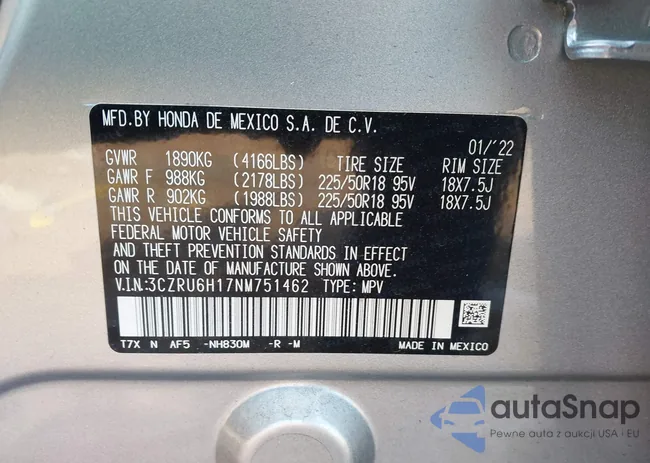 MFD.BY HONDA DE MEXICO S.A. DE C.V.
01/'22
GVWR 1890KG (4166LBS) TIRE SIZE RIM SIZE
GAWR F 988KG (2178LBS) 225/50R18 95V 18X7.5J
GAWR R 902KG (1988LBS) 225/50R18 95V 18X7.5J
THIS VEHICLE CONFORMS TO ALL APPLICABLE
FEDERAL MOTOR VEHICLE SAFETY
AND THEFT PREVENTION STANDARDS IN EFFECT
ON THE DATE OF MANUFACTURE SHOWN ABOVE.
V.I.N:3CZRU6H17NM751462 TYPE: MPV
T7X N AF5 -NH830M -R -M MADE IN MEXICO
autoSnap
Pewne auta z aukcji USA i EU